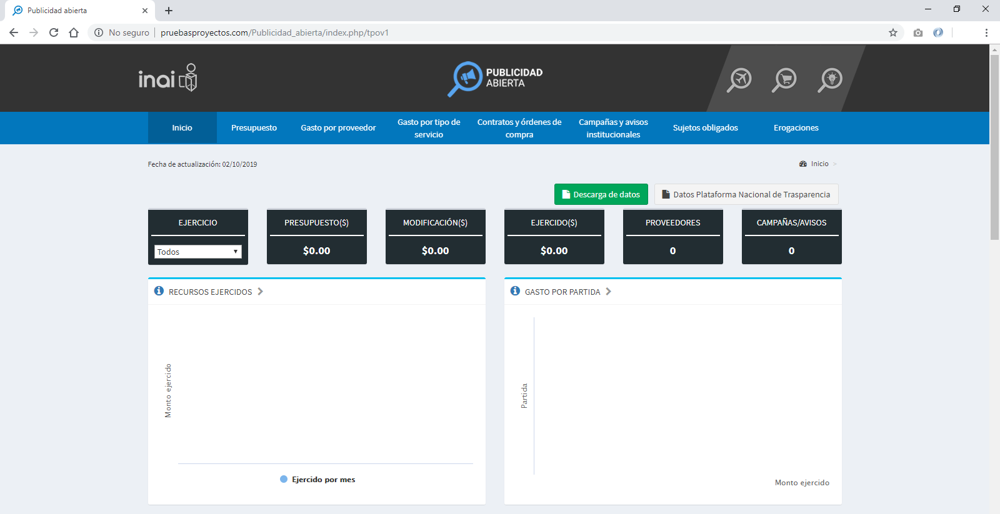 Publicidad abierta
No seguro
pruebasproyectos.com/Publicidad_abierta/index.php/tpov1
inai
PUBLICIDAD
ABIERTA
Inicio
Presupuesto
Gasto por proveedor
Gasto por tipo de
servicio
Contratos y órdenes de
compra
Campañas y avisos
institucionales
Sujetos obligados
Erogaciones
Fecha de actualización: 02/10/2019
Inicio >
Descarga de datos
Datos Plataforma Nacional de Trasparencia
EJERCICIO
Todos
PRESUPUESTO($)
$0.00
MODIFICACIÓN($)
$0.00
EJERCIDO($)
$0.00
PROVEEDORES
0
CAMPAÑAS/AVISOS
0
RECURSOS EJERCIDOS
Monto ejercido
Ejercido por mes
GASTO POR PARTIDA
Partida
Monto ejercido